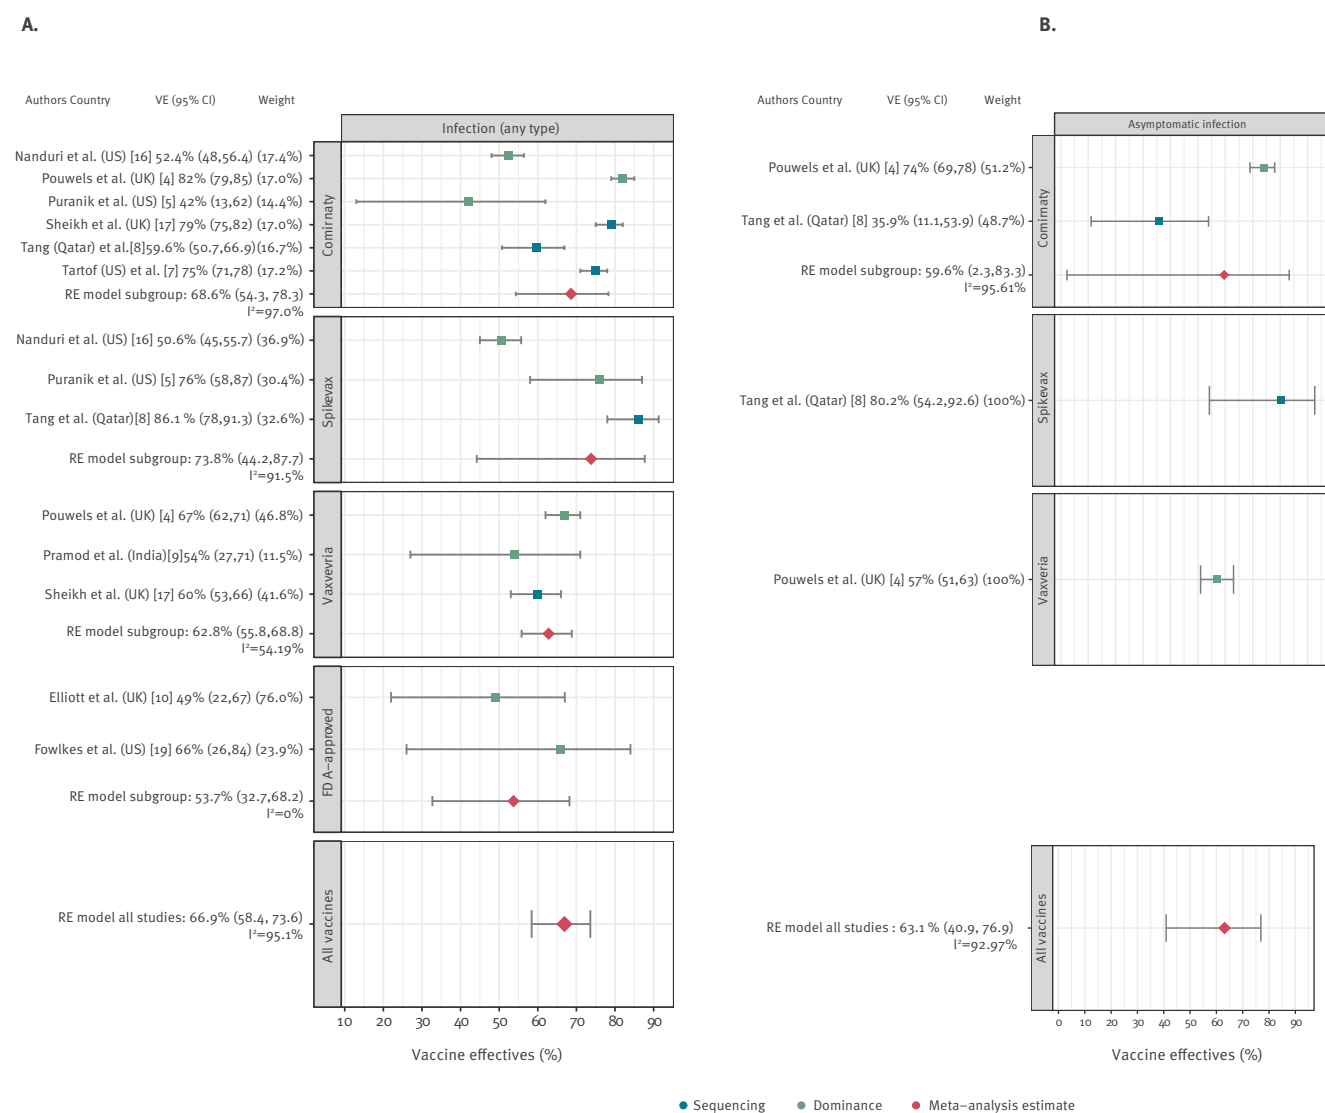 A.
Authors Country VE (95% CI) Weight
Infection (any type)
Nanduri et al. (US) [16] 52.4% (48,56.4) (17.4%)
Pouwels et al. (UK) [4] 82% (79,85) (17.0%)
Puranik et al. (US) [5] 42% (13,62) (14.4%)
Sheikh et al. (UK) [17] 79% (75,82) (17.0%)
Tang (Qatar) et al.[8]59.6% (50.7,66.9)(16.7%)
Tartof (US) et al. [7] 75% (71,78) (17.2%)
RE model subgroup: 68.6% (54.3, 78.3)
I²=97.0%
Comirnaty
Nanduri et al. (US) [16] 50.6% (45,55.7) (36.9%)
Puranik et al. (US) [5] 76% (58,87) (30.4%)
Tang et al. (Qatar)[8] 86.1 % (78,91.3) (32.6%)
RE model subgroup: 73.8% (44.2,87.7)
I²=91.5%
Spikevax
Pouwels et al. (UK) [4] 67% (62,71) (46.8%)
Pramod et al. (India)[9]54% (27,71) (11.5%)
Sheikh et al. (UK) [17] 60% (53,66) (41.6%)
RE model subgroup: 62.8% (55.8,68.8)
I²=54.19%
Vaxvevria
Elliott et al. (UK) [10] 49% (22,67) (76.0%)
Fowlkes et al. (US) [19] 66% (26,84) (23.9%)
RE model subgroup: 53.7% (32.7,68.2)
I²=0%
FD A–approved
RE model all studies: 66.9% (58.4, 73.6)
I²=95.1%
All vaccines
10 20 30 40 50 60 70 80 90
Vaccine effectives (%)
B.
Authors Country VE (95% CI) Weight
Asymptomatic infection
Pouwels et al. (UK) [4] 74% (69,78) (51.2%)
Tang et al. (Qatar) [8] 35.9% (11.1,53.9) (48.7%)
RE model subgroup: 59.6% (2.3,83.3)
I²=95.61%
Comirnaty
Tang et al. (Qatar) [8] 80.2% (54.2,92.6) (100%)
Spikevax
Pouwels et al. (UK) [4] 57% (51,63) (100%)
Vaxveria
RE model all studies : 63.1 % (40.9, 76.9)
I²=92.97%
All vaccines
0 10 20 30 40 50 60 70 80 90
Vaccine effectives (%)
Sequencing Dominance Meta–analysis estimate